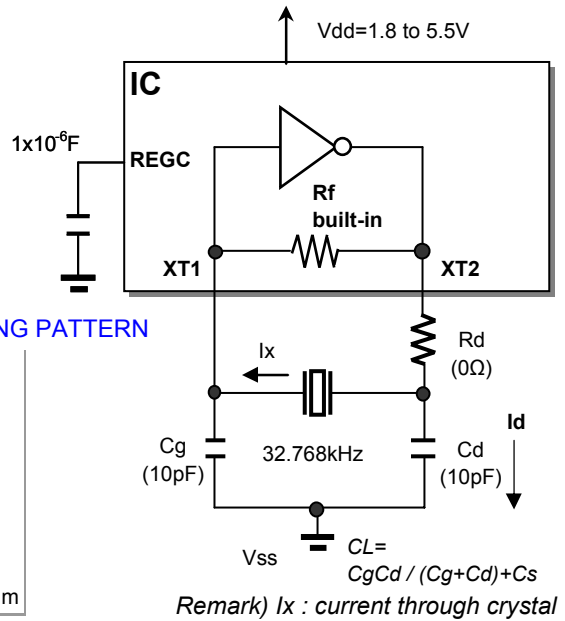 Vdd=1.8 to 5.5V
IC
1x10⁻⁶F
REGC
Rf
built-in
XT1
XT2
NG PATTERN
Ix
Rd
(0Ω)
Id
Cg
(10pF)
32.768kHz
Cd
(10pF)
Vss
CL=
CgCd / (Cg+Cd)+Cs
m
Remark) Ix : current through crystal